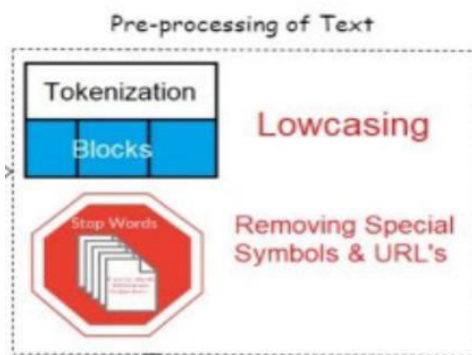 Pre-processing of Text
Tokenization
Blocks
Lowcasing
Stop Words
Removing Special
Symbols & URL's